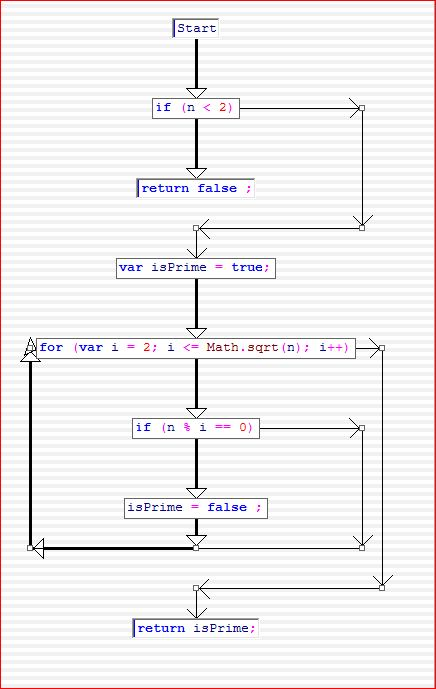 Start
if (n < 2)
return false ;
var isPrime = true;
for (var i = 2; i <= Math.sqrt(n); i++)
if (n % i == 0)
isPrime = false ;
return isPrime;